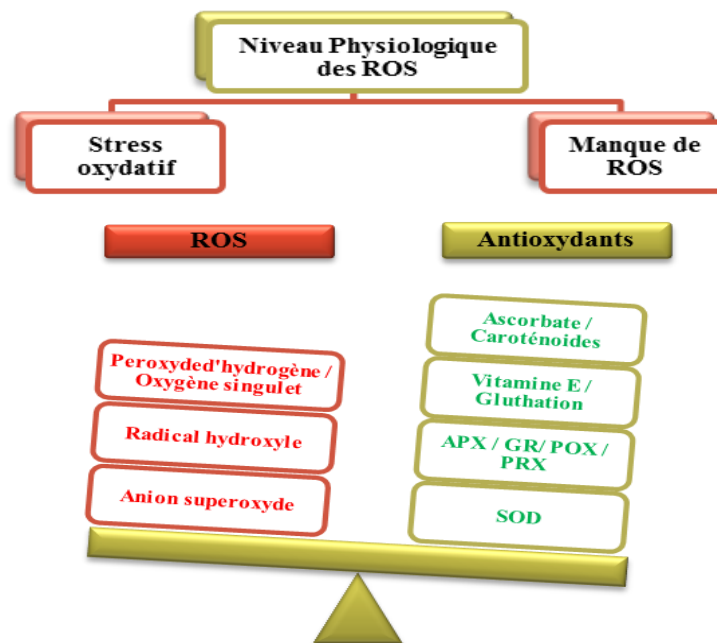 Niveau Physiologique
des ROS
Stress
oxydatif
Manque de
ROS
ROS
Antioxydants
Peroxyded'hydrogène /
Oxygène singulet
Radical hydroxyle
Anion superoxyde
Ascorbate /
Caroténoides
Vitamine E /
Gluthation
APX / GR/ POX /
PRX
SOD